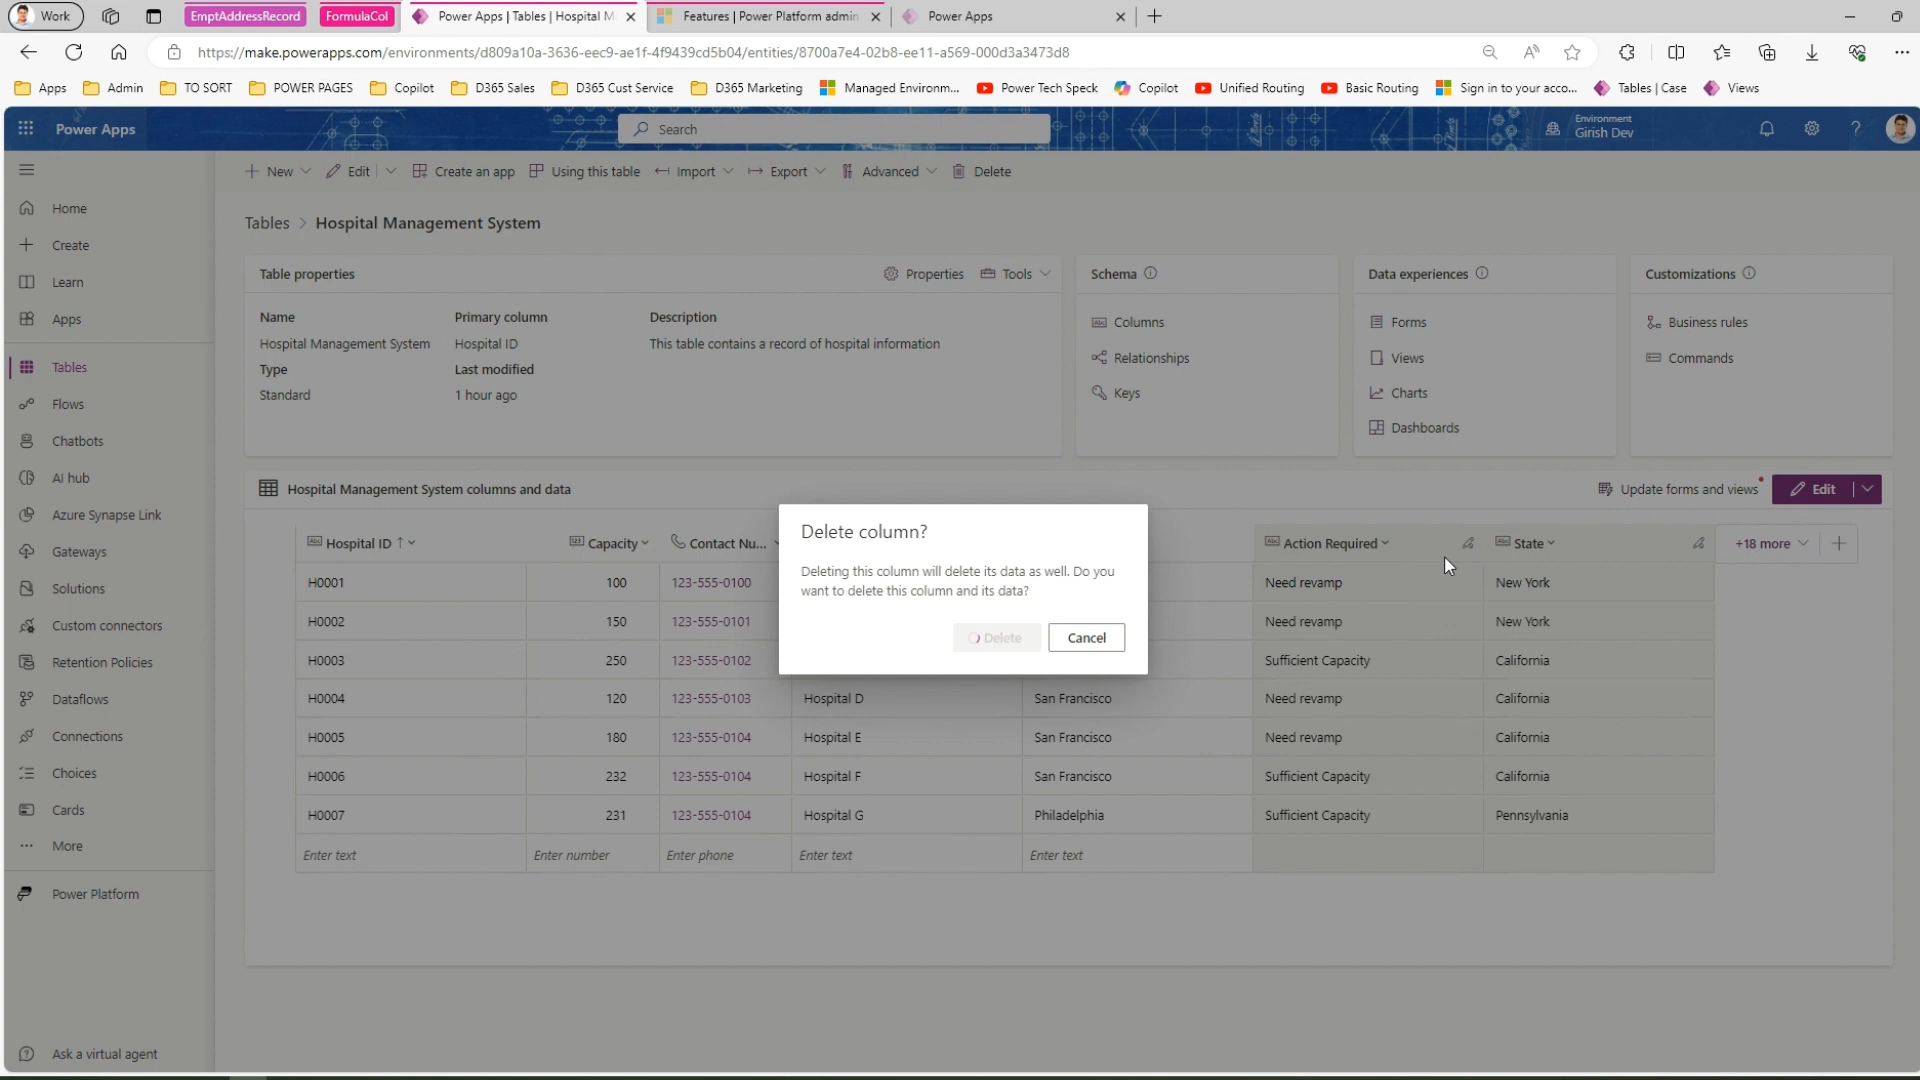 Work
EmptAddressRecord
FormulaCol
Power Apps | Tables | Hospital M
Features | Power Platform admin
Power Apps
https://make.powerapps.com/environments/d809a10a-3636-eec9-ae1f-4f9439cd5b04/entities/8700a7e4-02b8-ee11-a569-000d3a3473d8
Apps
Admin
TO SORT
POWER PAGES
Copilot
D365 Sales
D365 Cust Service
D365 Marketing
Managed Environm...
Power Tech Speck
Copilot
Unified Routing
Basic Routing
Sign in to your acco...
Tables | Case
Views
Power Apps
Search
Environment
Girish Dev
New
Edit
Create an app
Using this table
Import
Export
Advanced
Delete
Home
Create
Learn
Apps
Tables
Flows
Chatbots
AI hub
Azure Synapse Link
Gateways
Solutions
Custom connectors
Retention Policies
Dataflows
Connections
Choices
Cards
More
Power Platform
Ask a virtual agent
Tables > Hospital Management System
Table properties
Properties
Tools
Name
Primary column
Description
Hospital Management System
Hospital ID
This table contains a record of hospital information
Type
Last modified
Standard
1 hour ago
Schema
Columns
Relationships
Keys
Data experiences
Forms
Views
Charts
Dashboards
Customizations
Business rules
Commands
Hospital Management System columns and data
Update forms and views
Edit
Hospital ID ↑
Capacity
Contact Nu...
Action Required
State
+18 more
H0001 100 123-555-0100 Need revamp New York
H0002 150 123-555-0101 Need revamp New York
H0003 250 123-555-0102 Sufficient Capacity California
H0004 120 123-555-0103 Hospital D San Francisco Need revamp California
H0005 180 123-555-0104 Hospital E San Francisco Need revamp California
H0006 232 123-555-0104 Hospital F San Francisco Sufficient Capacity California
H0007 231 123-555-0104 Hospital G Philadelphia Sufficient Capacity Pennsylvania
Enter text Enter number Enter phone Enter text Enter text
Delete column?
Deleting this column will delete its data as well. Do you
want to delete this column and its data?
Delete
Cancel